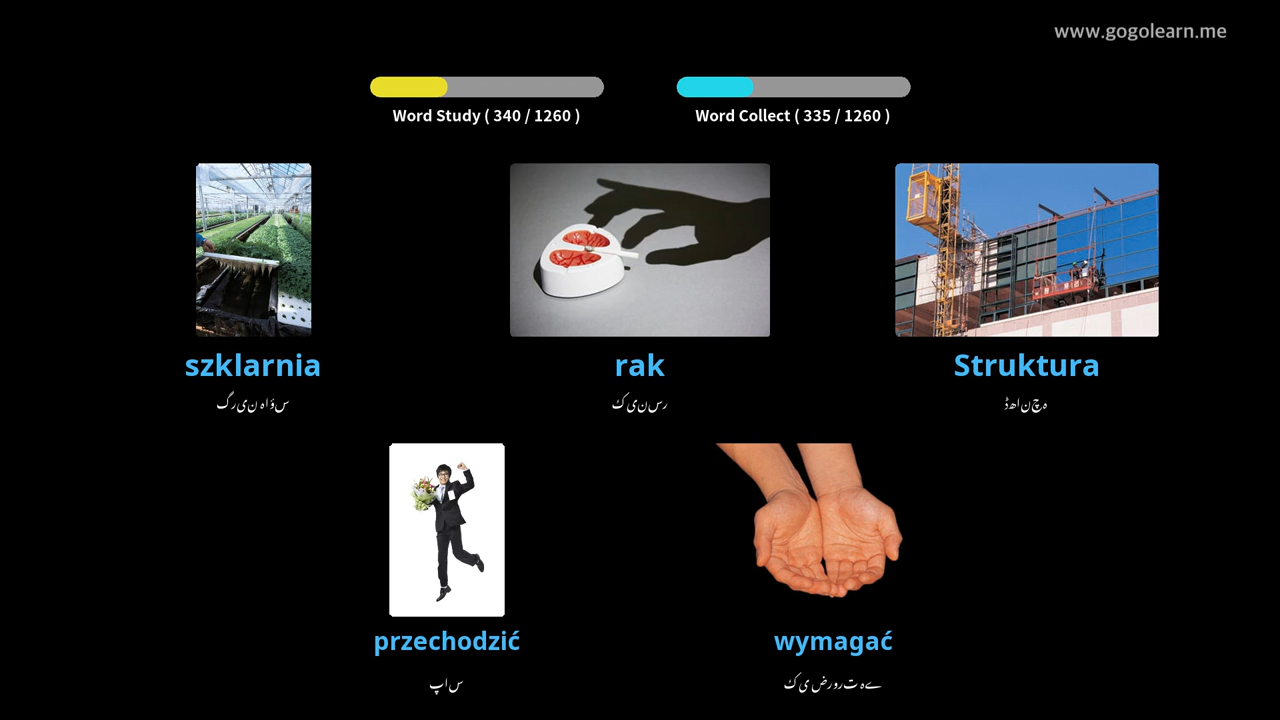 www.gogolearn.me
Word Study ( 340 / 1260 )
Word Collect ( 335 / 1260 )
szklarnia
گرین ہاؤس
rak
کینسر
Struktura
ڈھانچہ
przechodzić
پاس
wymagać
کی ضرورت ہے